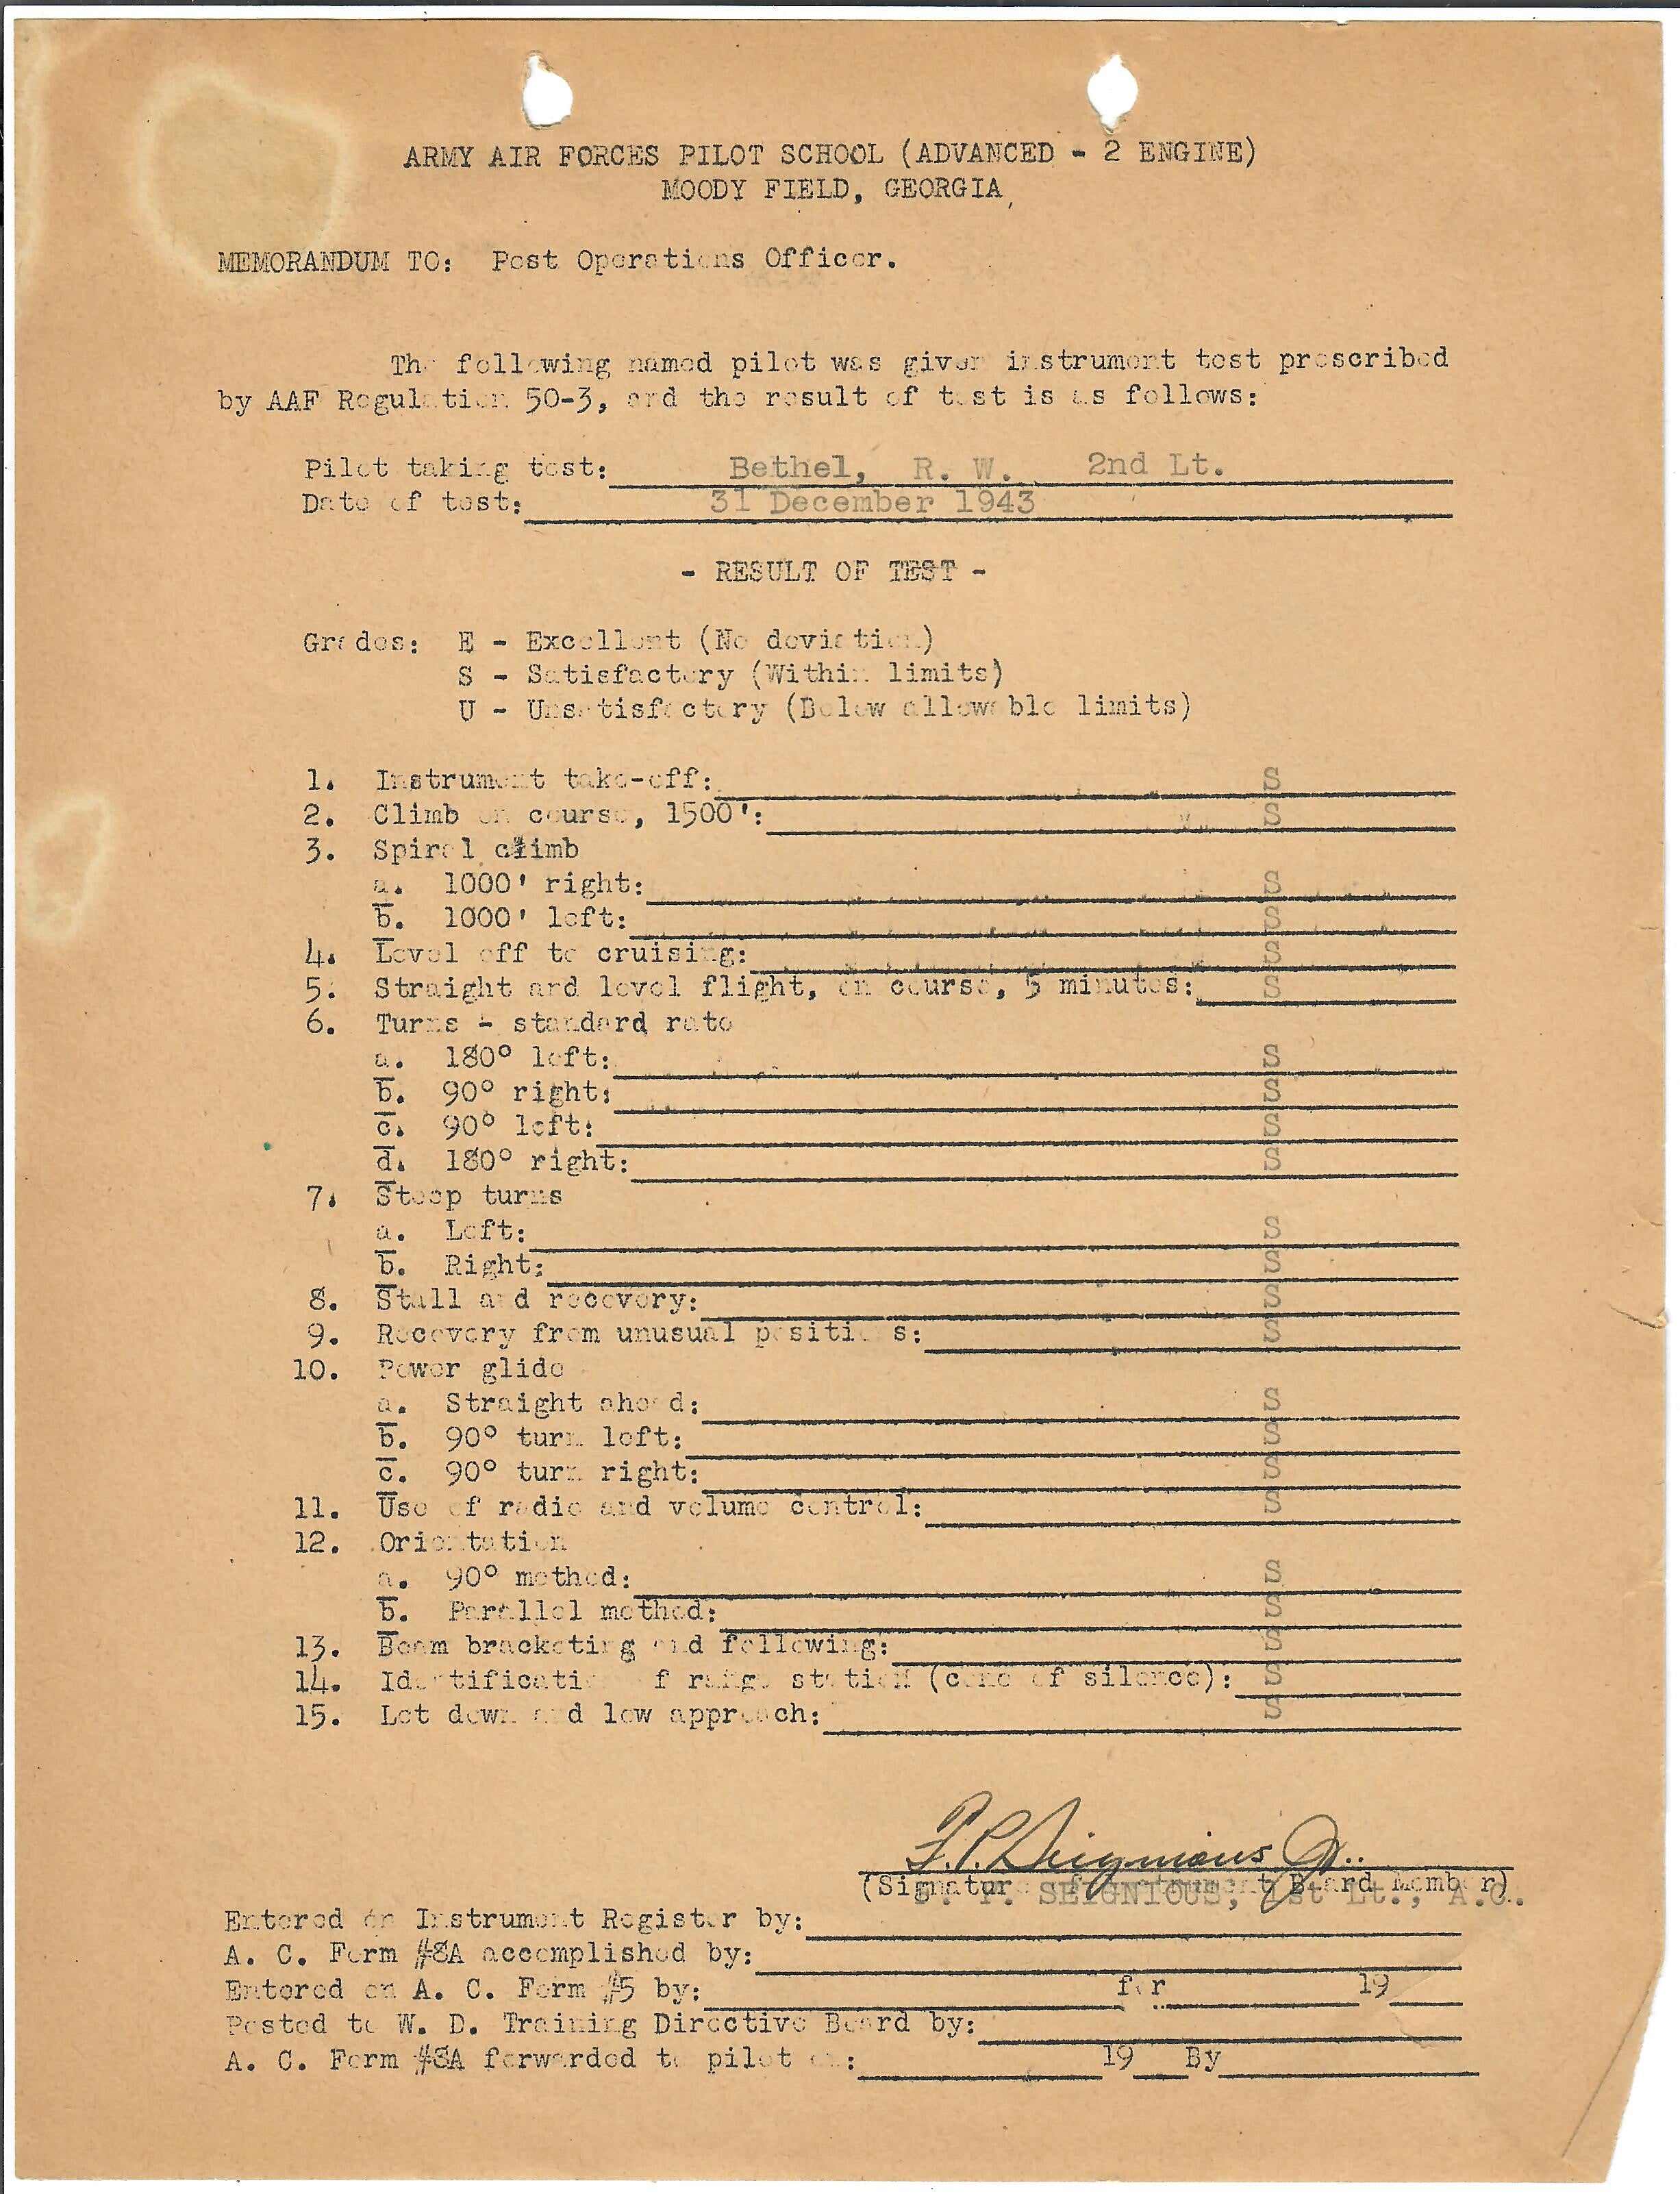 ARMY AIR FORCES PILOT SCHOOL (ADVANCED - 2 ENGINE)
MOODY FIELD, GEORGIA
MEMORANDUM TO: Post Operations Officer.
The following named pilot was given instrument test prescribed
by AAF Regulation 50-3, and the result of test is as follows:
Pilot taking test: Bethel, R. W. 2nd Lt.
Date of test: 31 December 1943
- RESULT OF TEST -
Grades: E - Excellent (No deviation)
S - Satisfactory (Within limits)
U - Unsatisfactory (Below allowable limits)
1. Instrument take-off: S
2. Climb on course, 1500': S
3. Spiral climb
a. 1000' right: S
b. 1000' left: S
4. Level off to cruising: S
5. Straight and level flight, on course, 5 minutes: S
6. Turns - standard rate
a. 180° left: S
b. 90° right: S
c. 90° left: S
d. 180° right: S
7. Steep turns
a. Left: S
b. Right: S
8. Stall and recovery: S
9. Recovery from unusual positions: S
10. Power glide
a. Straight ahead: S
b. 90° turn left: S
c. 90° turn right: S
11. Use of radio and volume control: S
12. Orientation
a. 90° method: S
b. Parallel method: S
13. Beam bracketing and following: S
14. Identification of range station (cone of silence): S
15. Let down and low approach: S
F. P. Seignious Jr.
(Signature of Instrument Board Member)
F. P. SEIGNIOUS, 1st Lt., A.C.
Entered on Instrument Register by:
A. C. Form #8A accomplished by:
Entered on A. C. Form #5 by: for 19
Posted to W. D. Training Directive Board by:
A. C. Form #8A forwarded to pilot on: 19 By